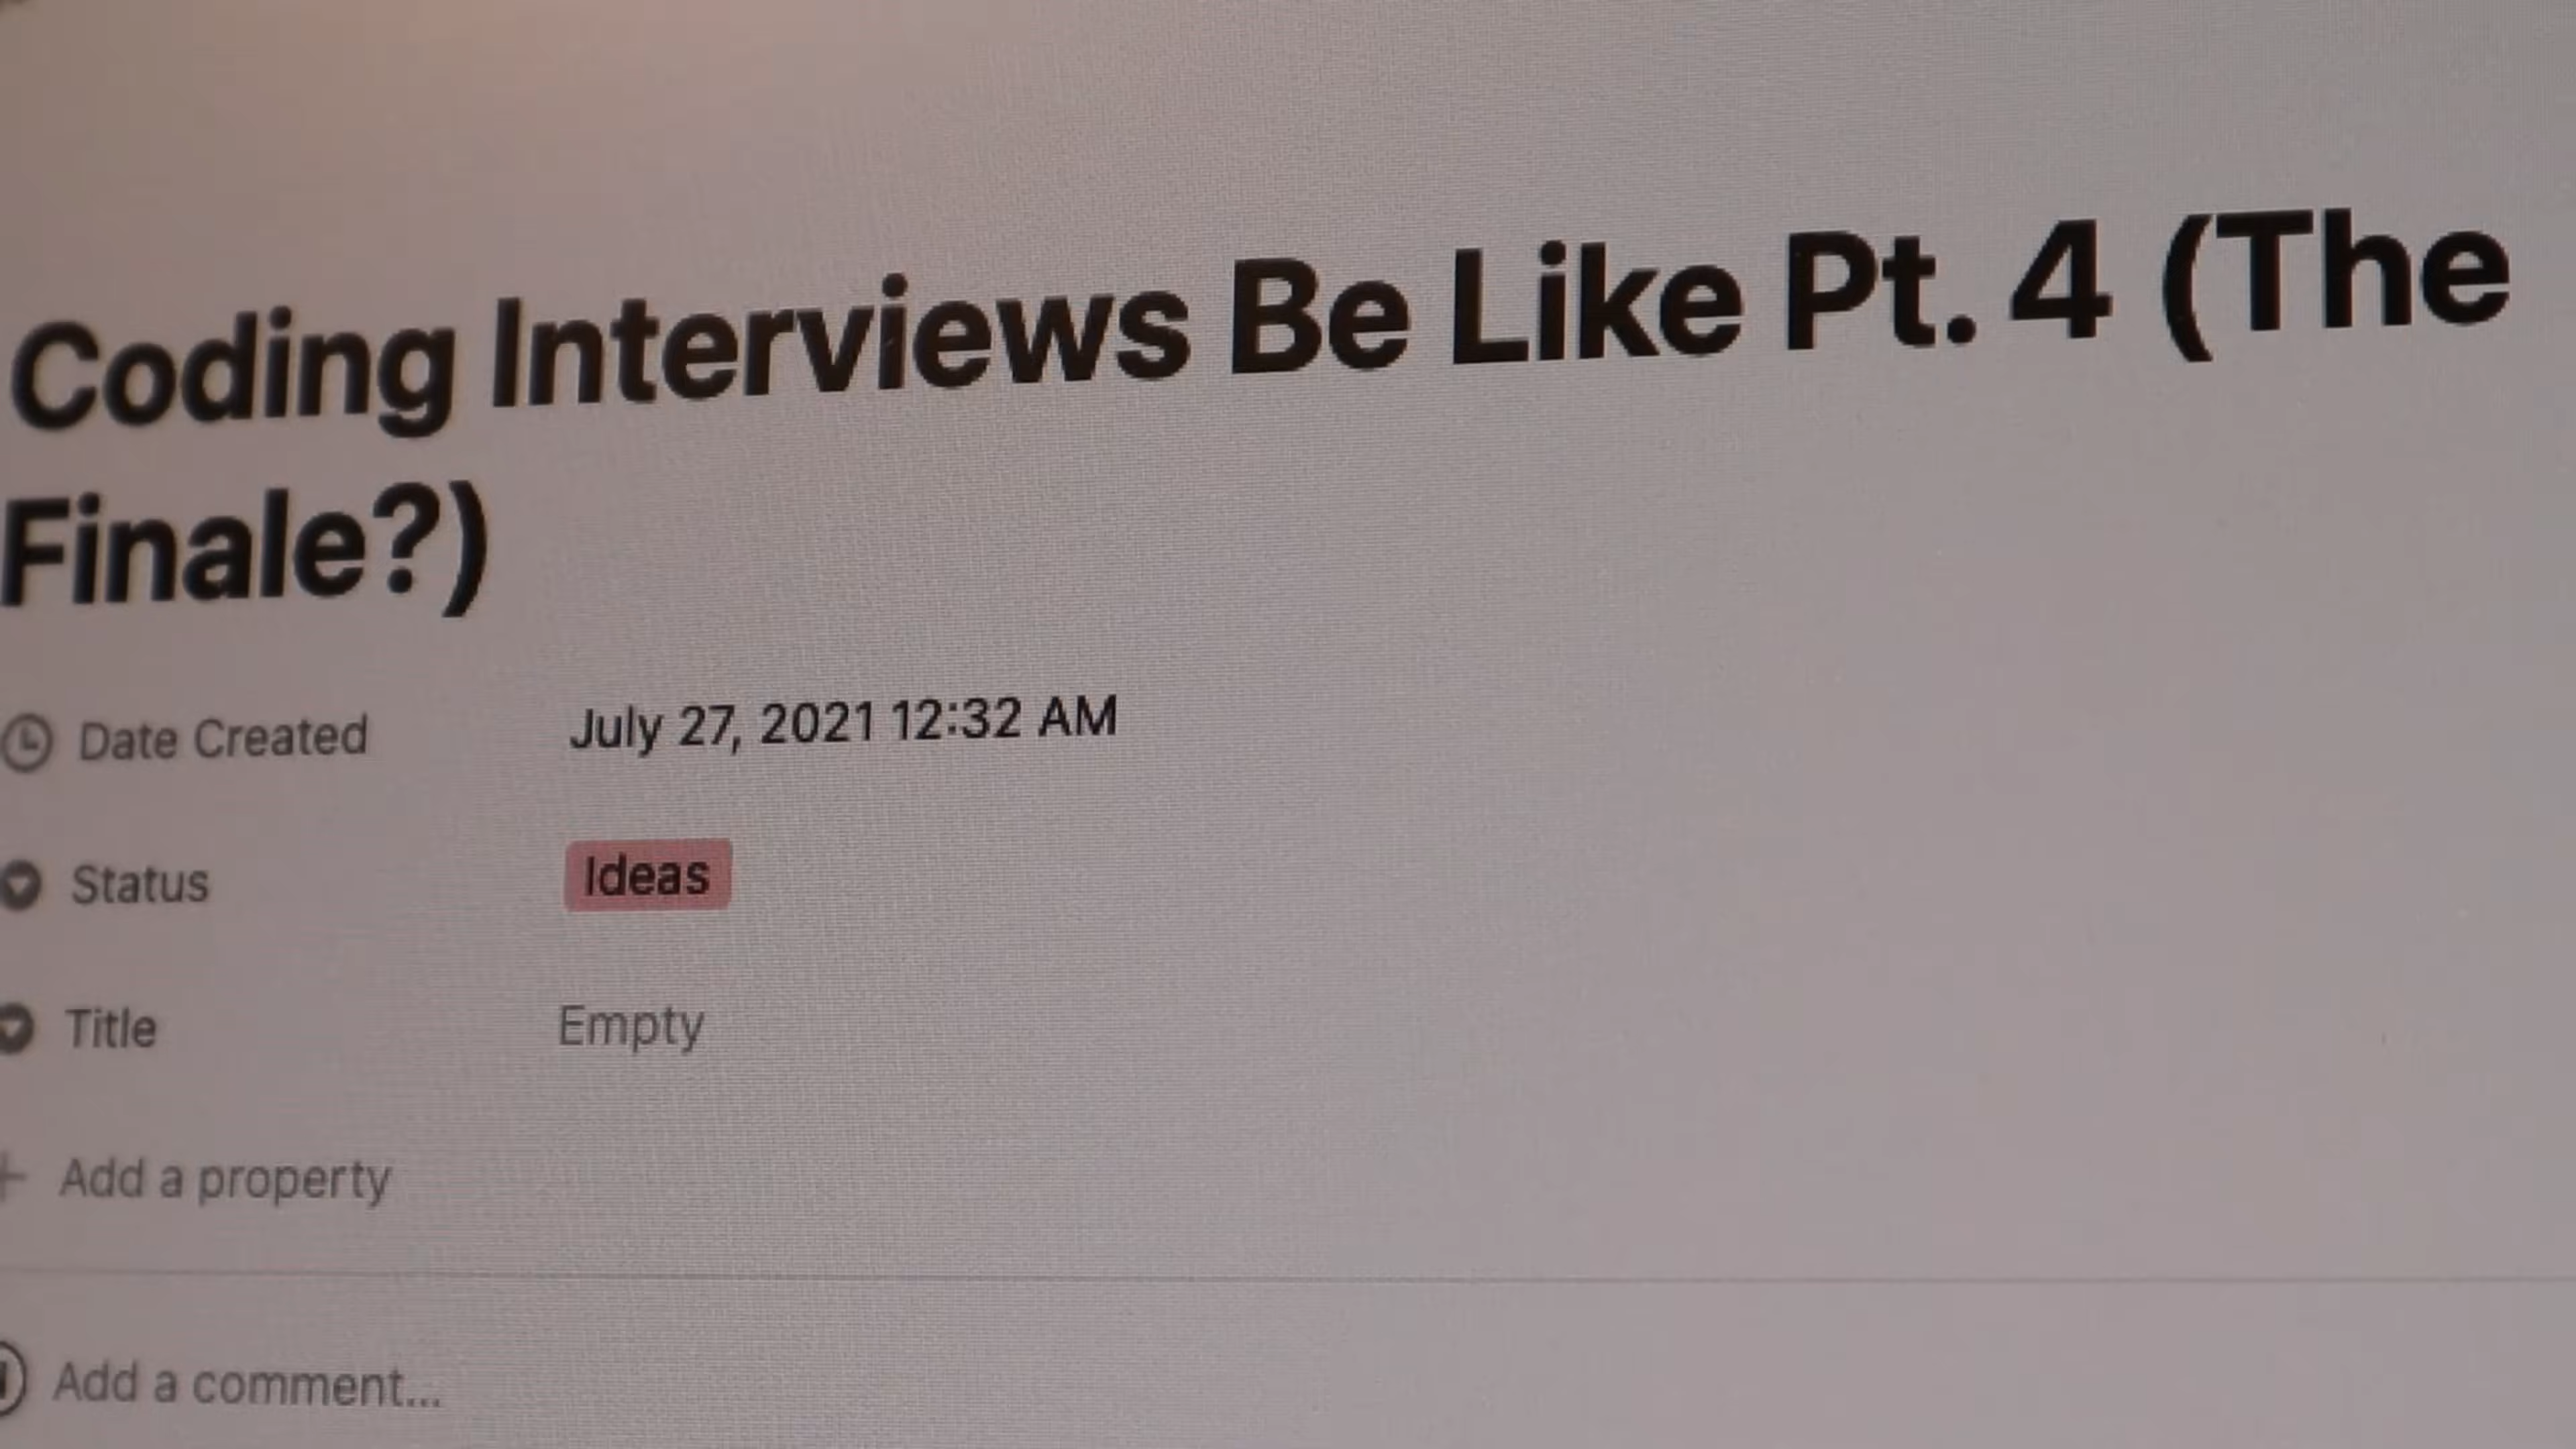 Coding Interviews Be Like Pt. 4 (The
Finale?)
Date Created July 27, 2021 12:32 AM
Status Ideas
Title Empty
Add a property
Add a comment...